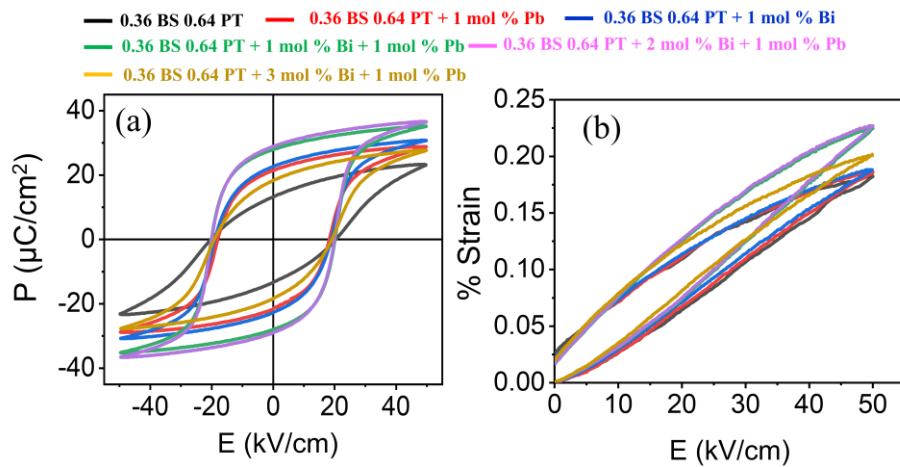 0.36 BS 0.64 PT
0.36 BS 0.64 PT + 1 mol % Pb
0.36 BS 0.64 PT + 1 mol % Bi
0.36 BS 0.64 PT + 1 mol % Bi + 1 mol % Pb
0.36 BS 0.64 PT + 2 mol % Bi + 1 mol % Pb
0.36 BS 0.64 PT + 3 mol % Bi + 1 mol % Pb
(a)
P (µC/cm²)
40
20
0
-20
-40
-40 -20 0 20 40
E (kV/cm)
(b)
% Strain
0.25
0.20
0.15
0.10
0.05
0.00
0 10 20 30 40 50
E (kV/cm)